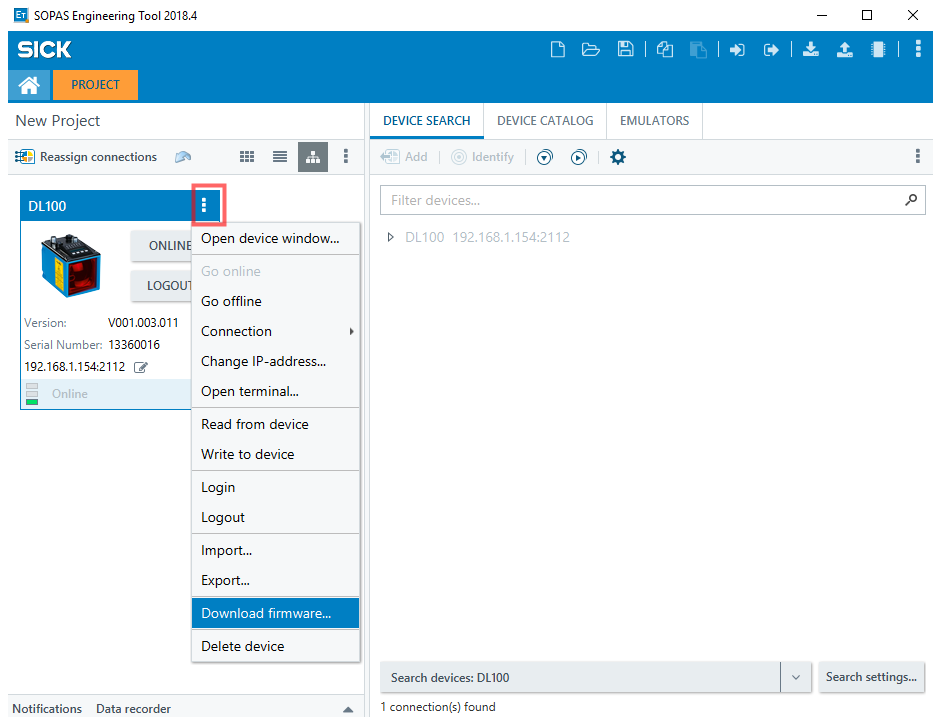 SOPAS Engineering Tool 2018.4
SICK
PROJECT
New Project
Reassign connections
DL100
ONLINE
LOGOUT
Version: V001.003.011
Serial Number: 13360016
192.168.1.154:2112
Online
Open device window...
Go online
Go offline
Connection
Change IP-address...
Open terminal...
Read from device
Write to device
Login
Logout
Import...
Export...
Download firmware...
Delete device
Notifications Data recorder
DEVICE SEARCH DEVICE CATALOG EMULATORS
Add Identify
Filter devices...
DL100 192.168.1.154:2112
Search devices: DL100
Search settings...
1 connection(s) found